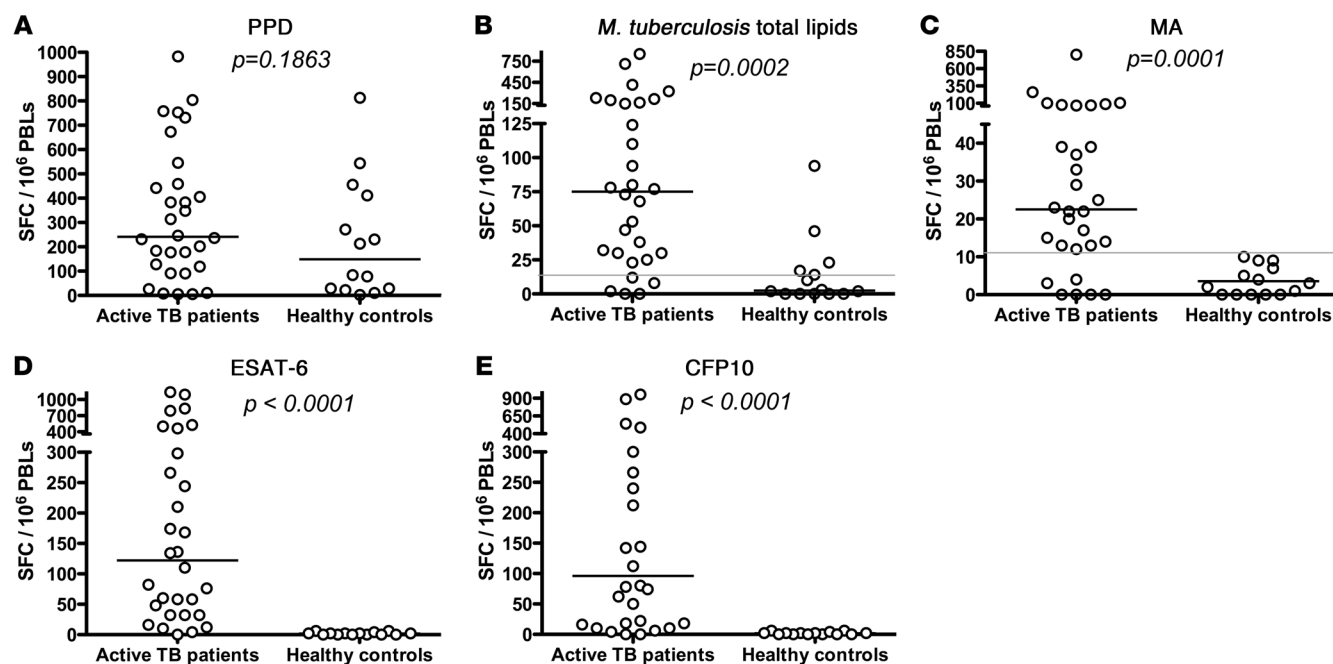 A
PPD
p=0.1863
SFC / 10⁶ PBLs
1000
900
800
700
600
500
400
300
200
100
0
Active TB patients
Healthy controls
B
M. tuberculosis total lipids
p=0.0002
SFC / 10⁶ PBLs
750
450
150
125
100
75
50
25
0
Active TB patients
Healthy controls
C
MA
p=0.0001
SFC / 10⁶ PBLs
850
600
350
100
40
30
20
10
0
Active TB patients
Healthy controls
D
ESAT-6
p < 0.0001
SFC / 10⁶ PBLs
1000
700
400
300
250
200
150
100
50
0
Active TB patients
Healthy controls
E
CFP10
p < 0.0001
SFC / 10⁶ PBLs
900
650
400
300
250
200
150
100
50
0
Active TB patients
Healthy controls